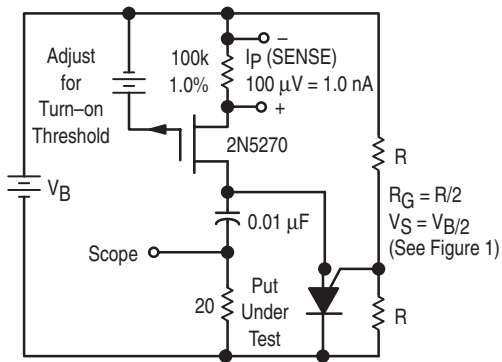 Adjust
for
Turn–on
Threshold
100k
1.0%
–
IP (SENSE)
100 μV = 1.0 nA
+
2N5270
VB
R
RG = R/2
VS = VB/2
(See Figure 1)
0.01 μF
Scope
20
Put
Under
Test
R